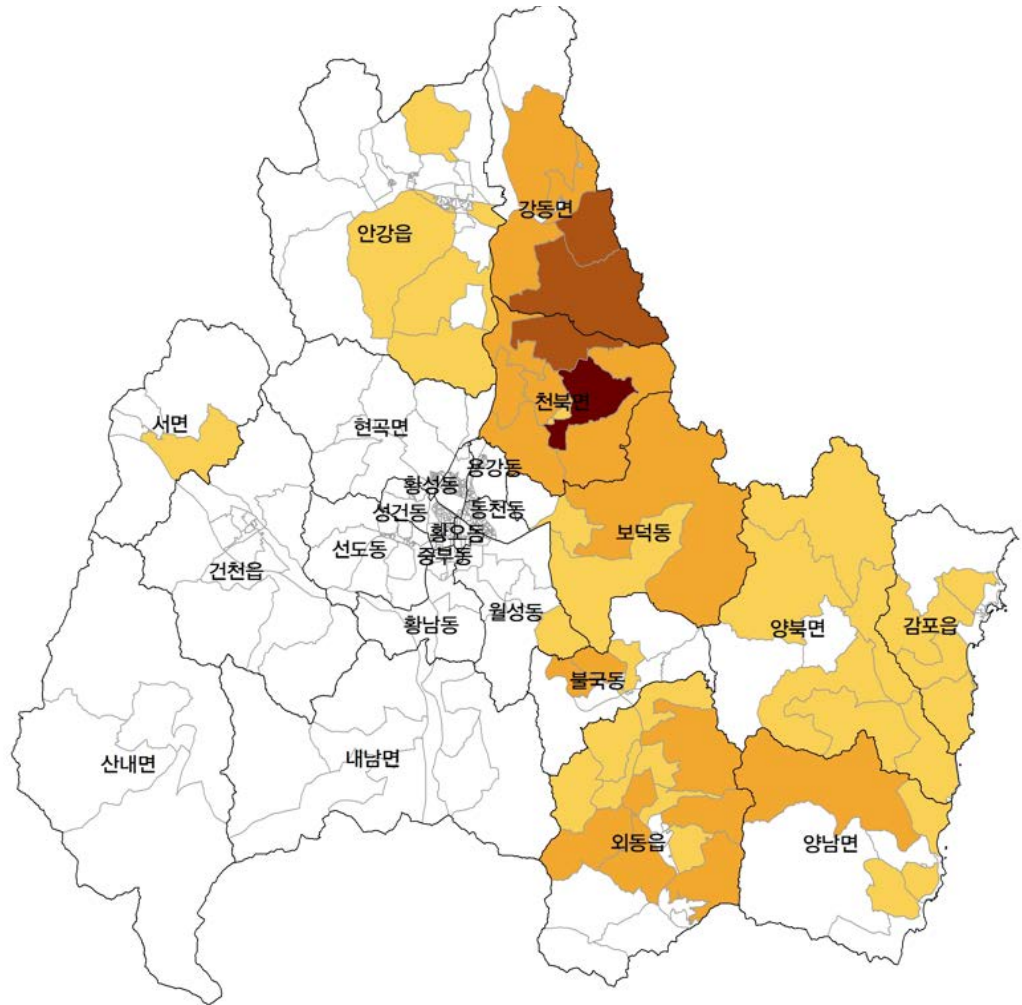 강동면
안강읍
천북면
서면
현곡면
용강동
황성동
성건동
동천동
황오동
보덕동
선도동
중부동
건천읍
월성동
황남동
양북면
감포읍
불국동
산내면
내남면
외동읍
양남면